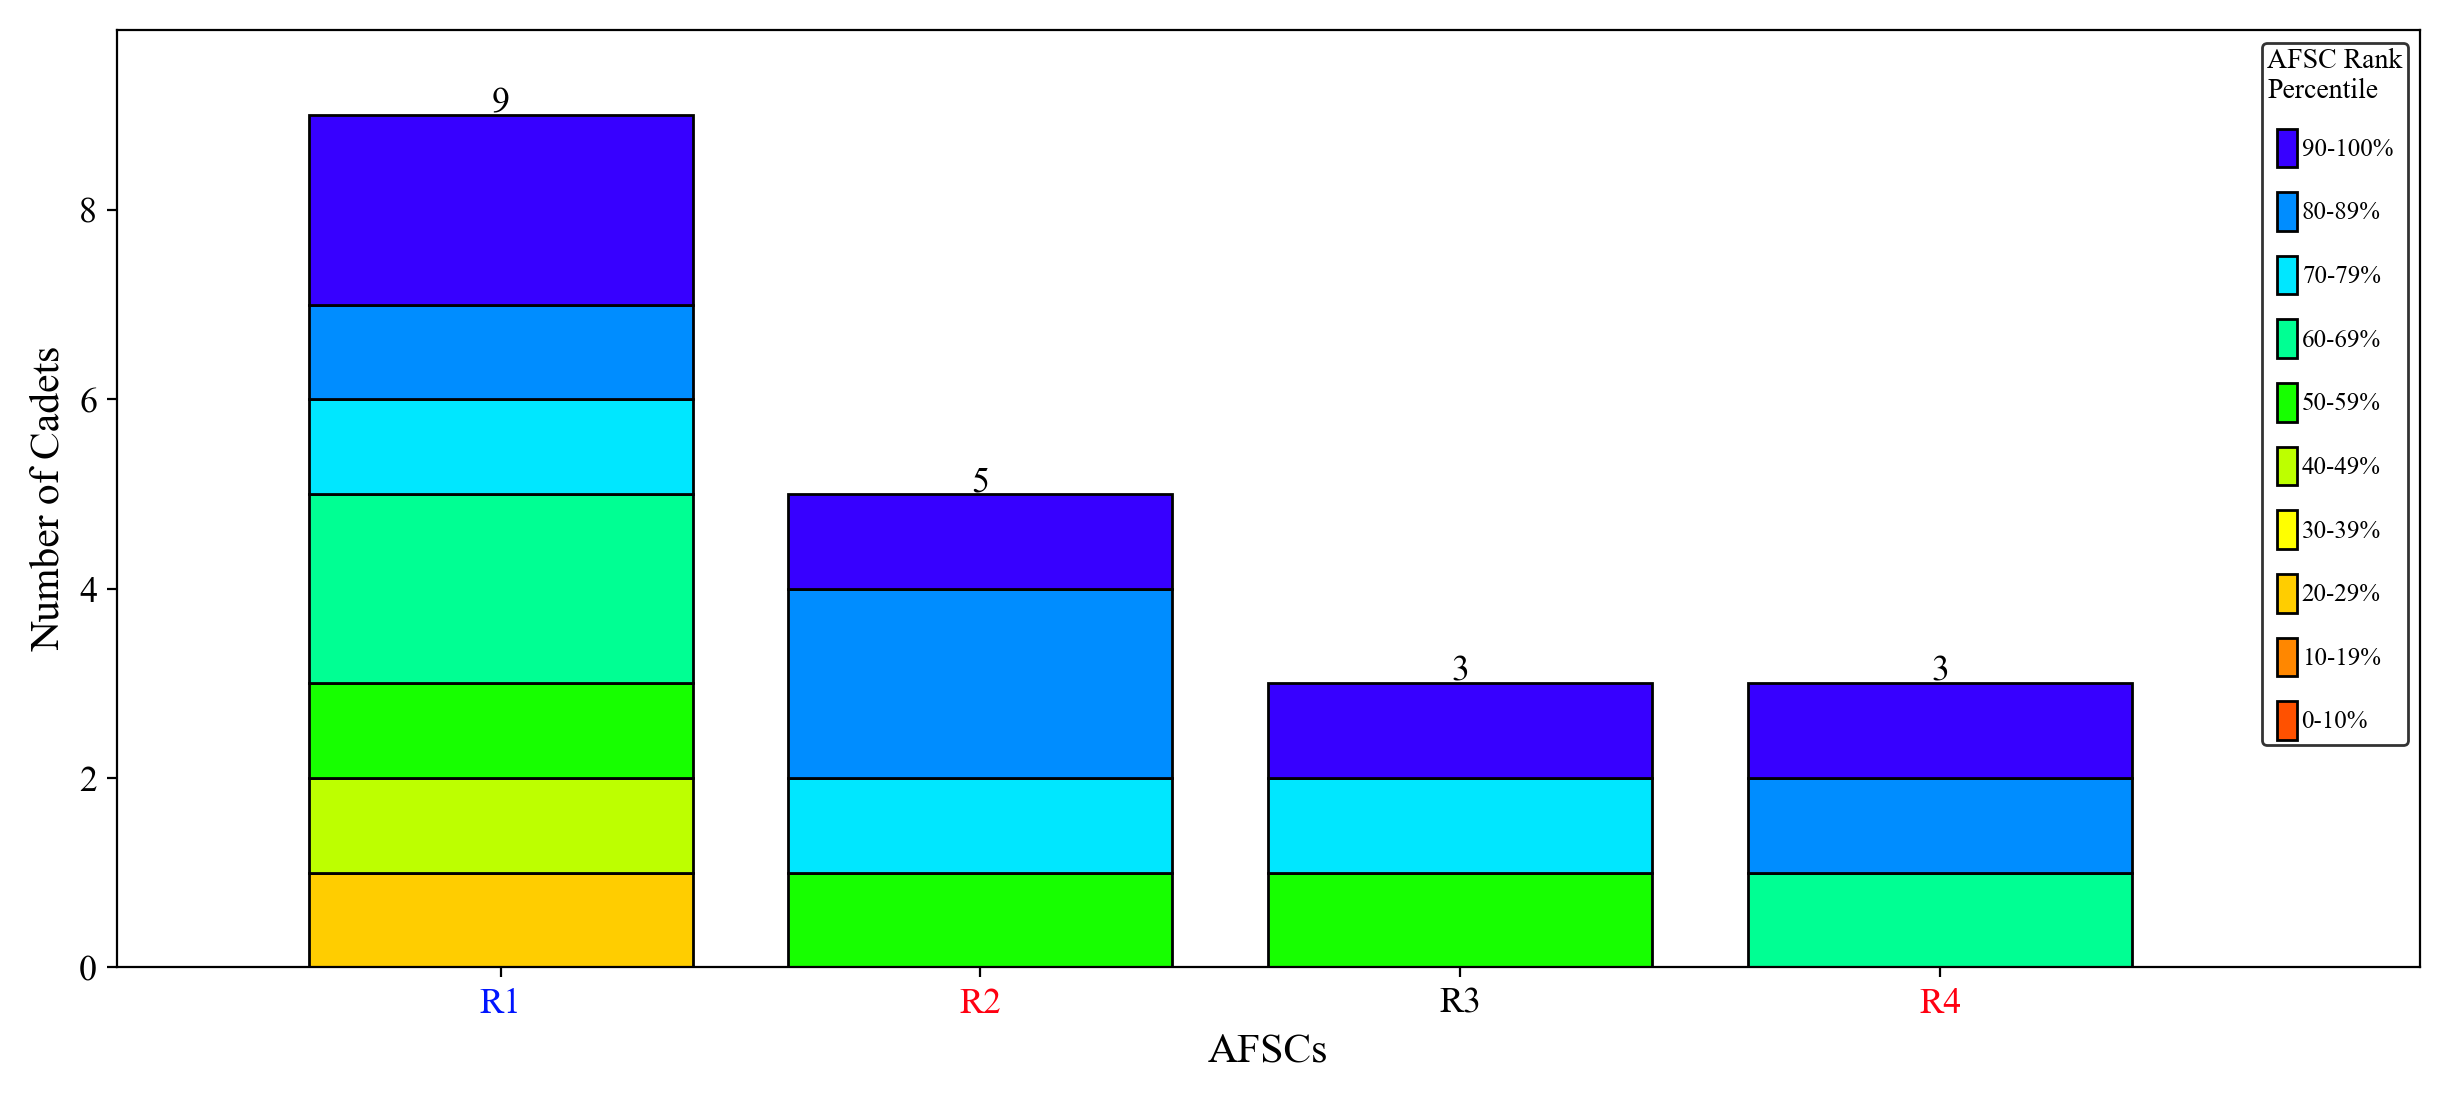 9
5
3
3
8
6
4
2
0
Number of Cadets
R1
R2
R3
R4
AFSCs
AFSC Rank
Percentile
90-100%
80-89%
70-79%
60-69%
50-59%
40-49%
30-39%
20-29%
10-19%
0-10%